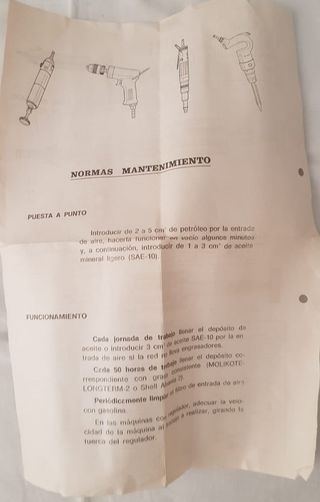 NORMAS MANTENIMIENTO
PUESTA A PUNTO
Introducir de 2 a 5 cm³ de petróleo por la entrada
de aire, hacerla funcionar en vacío algunos minutos
y, a continuación, introducir de 1 a 3 cm³ de aceite
mineral ligero (SAE-10).
FUNCIONAMIENTO
Cada jornada de trabajo llenar el depósito de
aceite o introducir 3 cm³ de aceite SAE-10 por la en
trada de aire si la red no lleva engrasadores.
Cada 50 horas de trabajo llenar el depósito co-
rrespondiente con grasa consistente (MOLIKOTE-
LONGTERM-2 o Shell Alvania 2).
Periódicamente limpiar el filtro de entrada de aire
con gasolina.
En las máquinas con regulador, adecuar la velo-
cidad de la máquina al trabajo a realizar, girando la
tuerca del regulador.